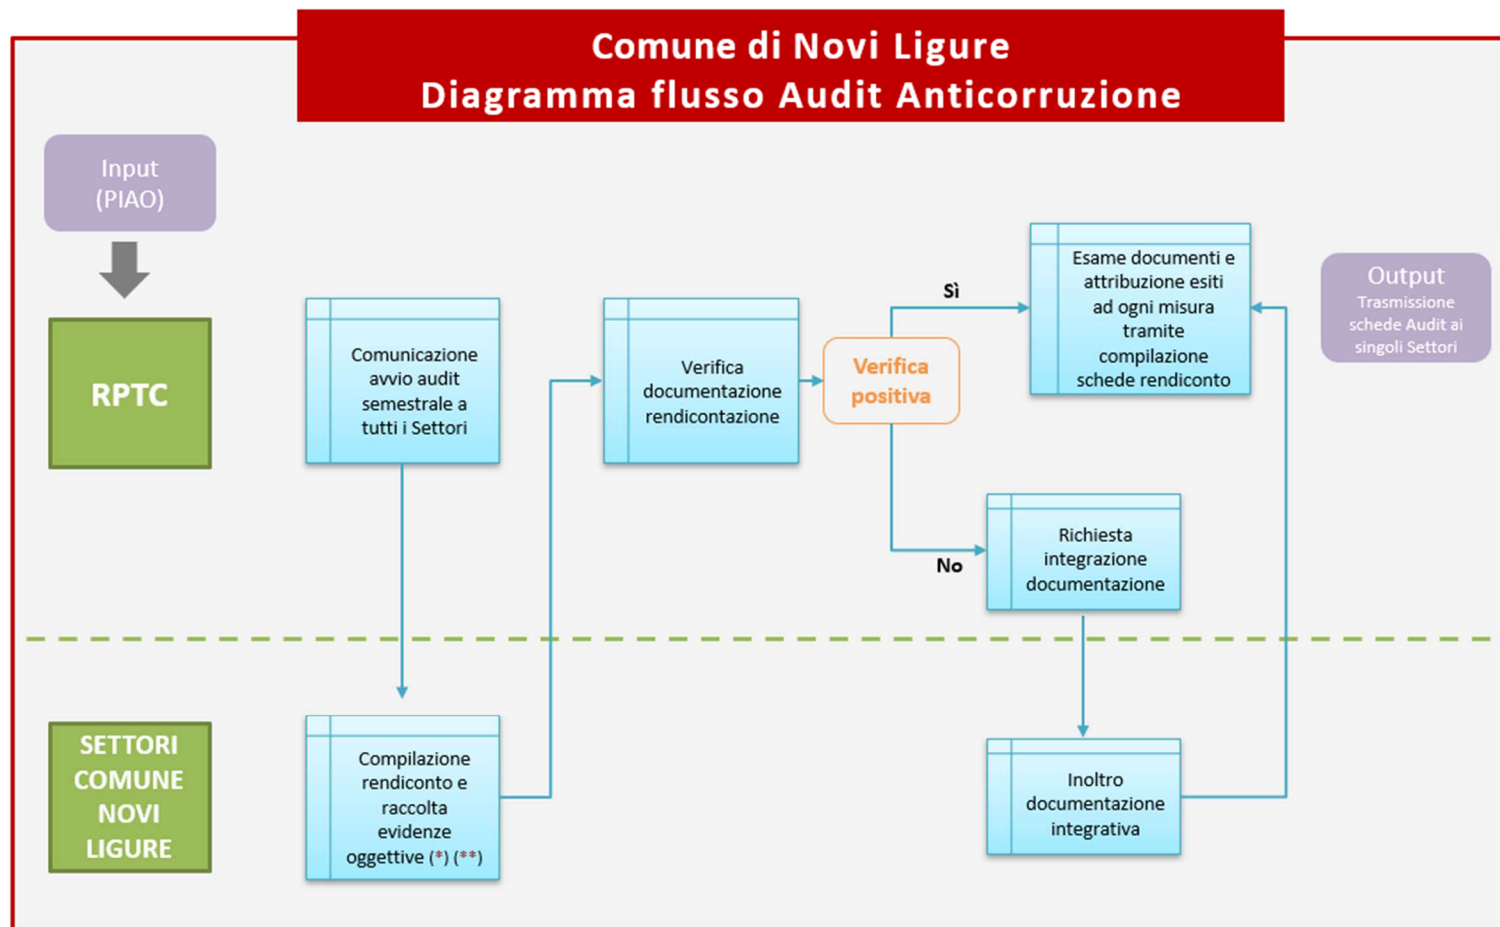 Comune di Novi Ligure
Diagramma flusso Audit Anticorruzione
Input
(PIAO)
RPTC
Comunicazione
avvio audit
semestrale a
tutti i Settori
Verifica
documentazione
rendicontazione
Verifica
positiva
Sì
No
Esame documenti e
attribuzione esiti
ad ogni misura
tramite
compilazione
schede rendiconto
Output
Trasmissione
schede Audit ai
singoli Settori
Richiesta
integrazione
documentazione
SETTORI
COMUNE
NOVI
LIGURE
Compilazione
rendiconto e
raccolta
evidenze
oggettive (*) (**)
Inoltro
documentazione
integrativa